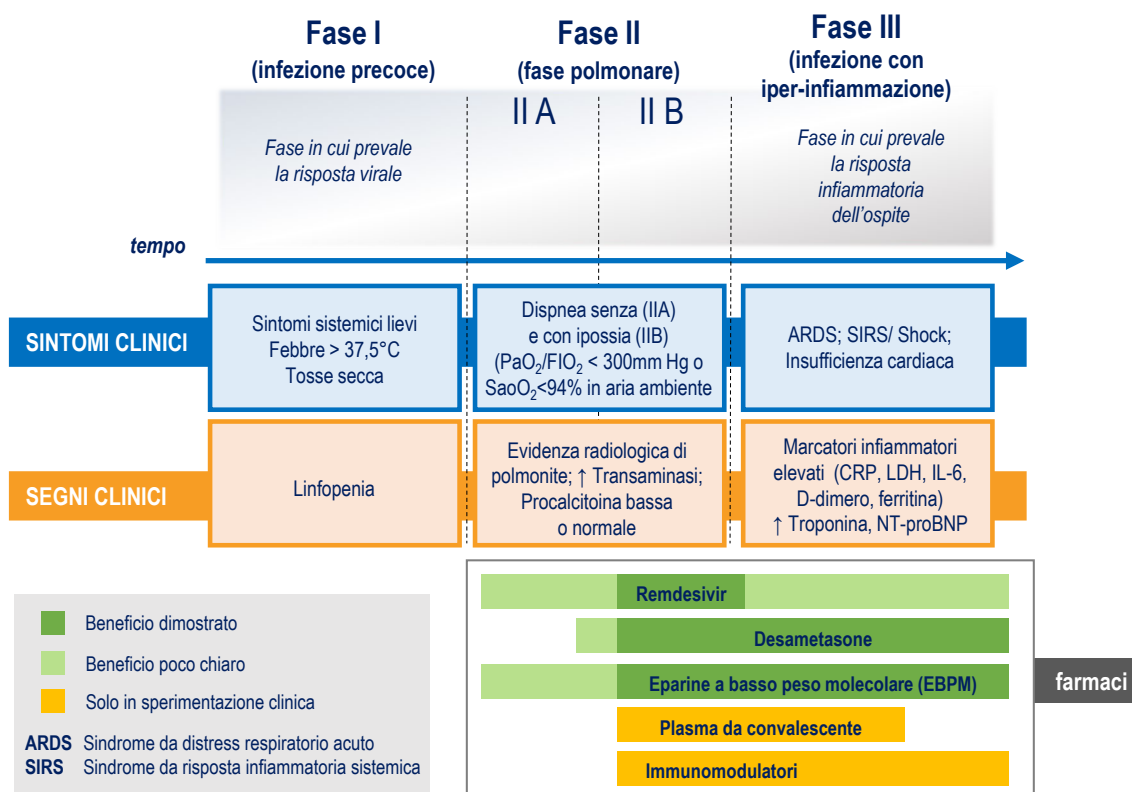 Fase I
(infezione precoce)
Fase II
(fase polmonare)
Fase III
(infezione con
iper-infiammazione)
II A
II B
Fase in cui prevale
la risposta virale
Fase in cui prevale
la risposta
infiammatoria
dell'ospite
tempo
SINTOMI CLINICI
Sintomi sistemici lievi
Febbre > 37,5°C
Tosse secca
Dispnea senza (IIA)
e con ipossia (IIB)
(PaO₂/FIO₂ < 300mm Hg o
SaoO₂<94% in aria ambiente
ARDS; SIRS/ Shock;
Insufficienza cardiaca
SEGNI CLINICI
Linfopenia
Evidenza radiologica di
polmonite; ↑ Transaminasi;
Procalcitoina bassa
o normale
Marcatori infiammatori
elevati (CRP, LDH, IL-6,
D-dimero, ferritina)
↑ Troponina, NT-proBNP
Beneficio dimostrato
Beneficio poco chiaro
Solo in sperimentazione clinica
ARDS Sindrome da distress respiratorio acuto
SIRS Sindrome da risposta infiammatoria sistemica
Remdesivir
Desametasone
Eparine a basso peso molecolare (EBPM)
Plasma da convalescente
Immunomodulatori
farmaci